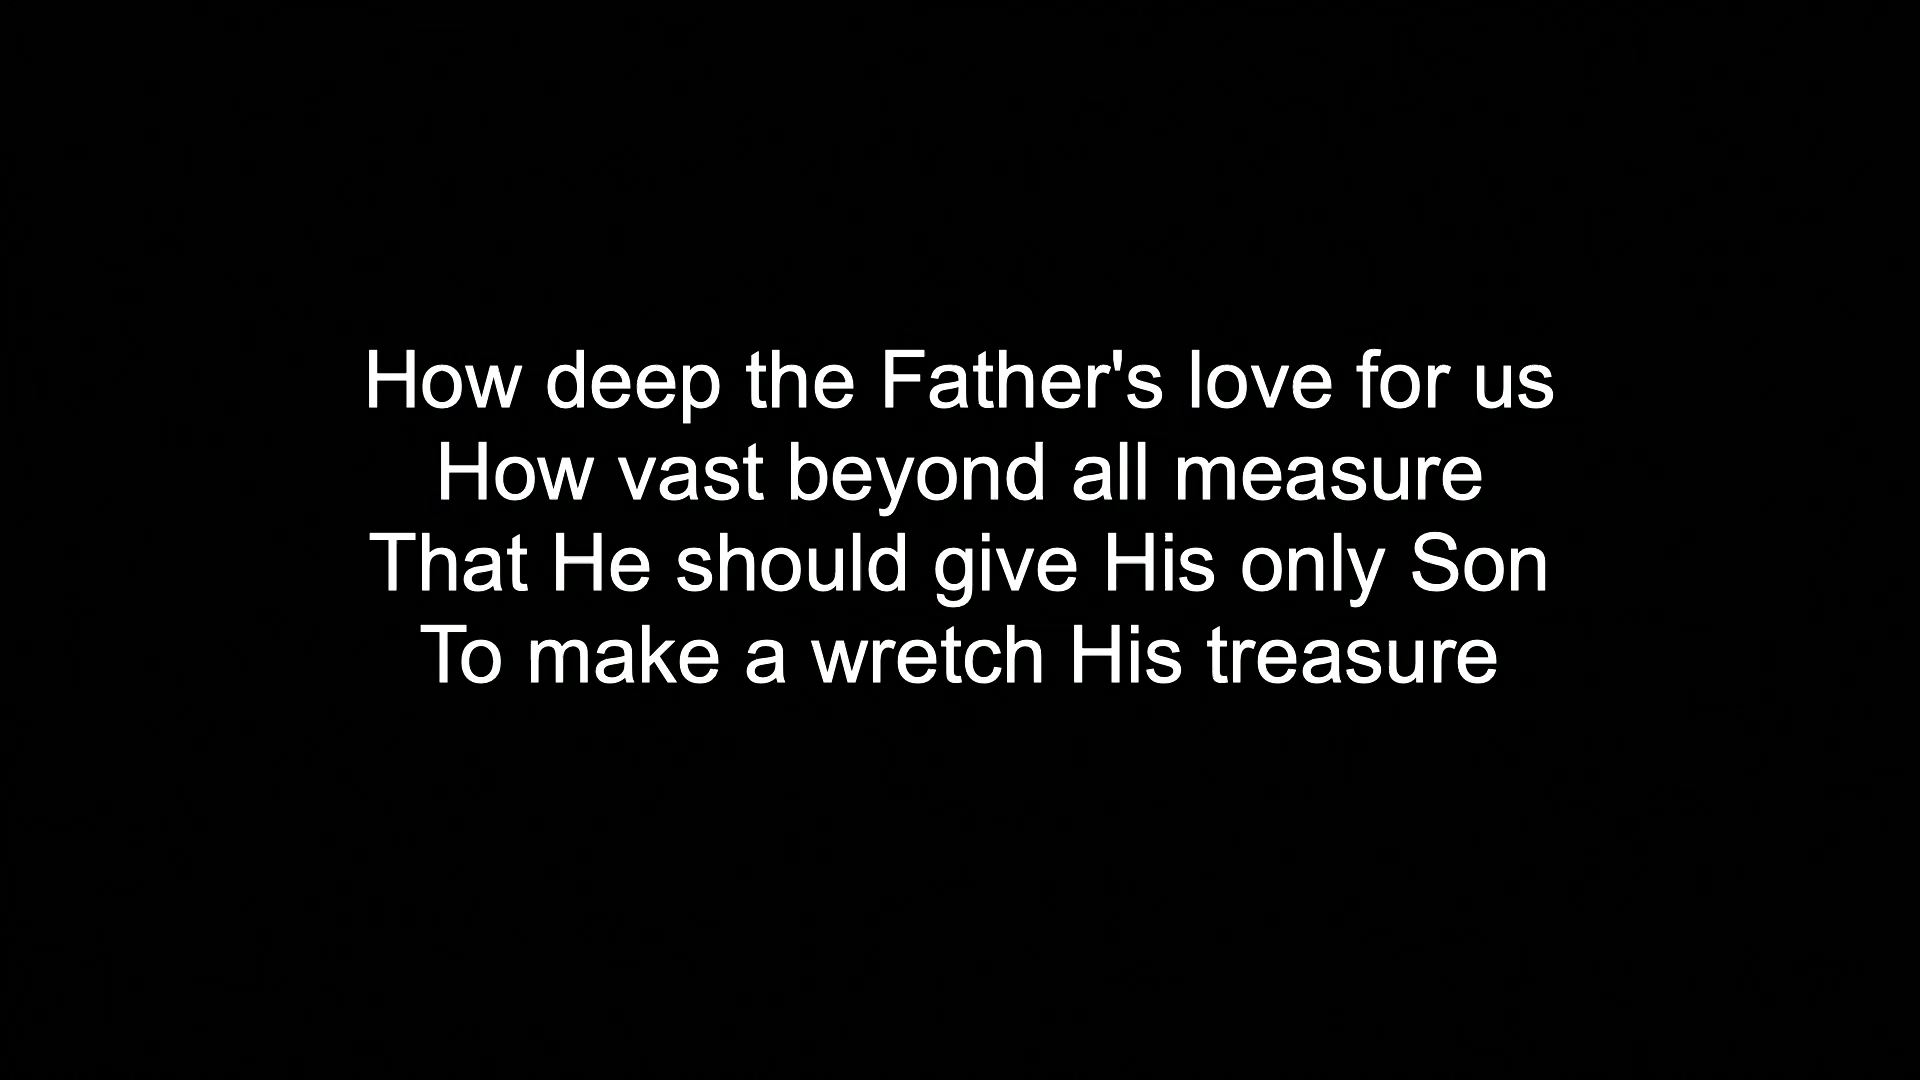 How deep the Father's love for us
How vast beyond all measure
That He should give His only Son
To make a wretch His treasure